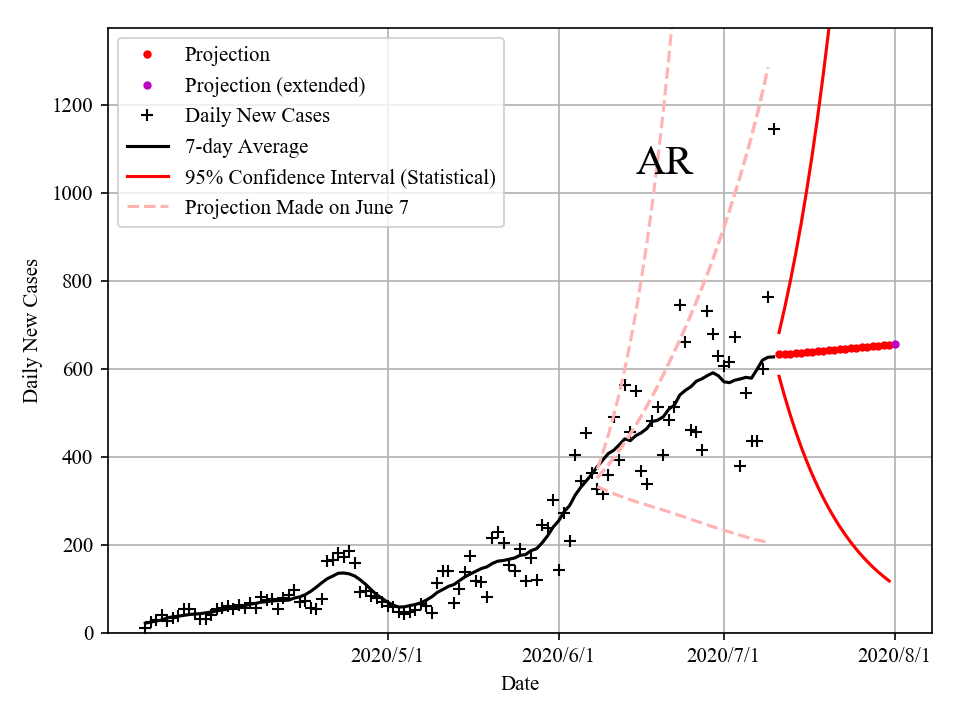 Projection
Projection (extended)
Daily New Cases
7-day Average
95% Confidence Interval (Statistical)
Projection Made on June 7
AR
1200
1000
800
600
400
200
0
Daily New Cases
2020/5/1
2020/6/1
2020/7/1
2020/8/1
Date